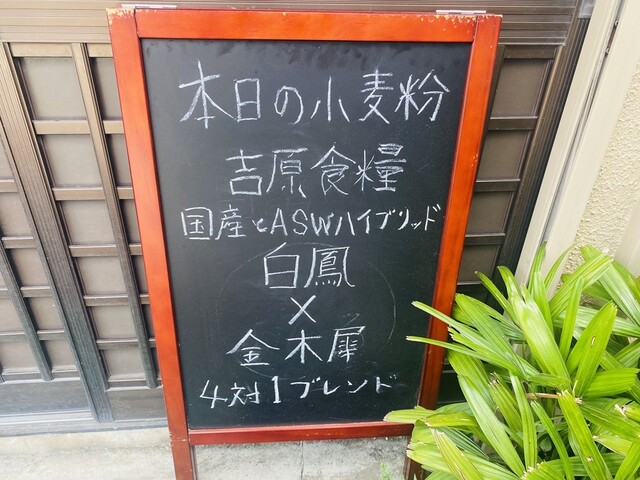 本日の小麦粉
吉原食糧
国産とASWハイブリッド
白鳳
×
金木犀
4対1ブレンド